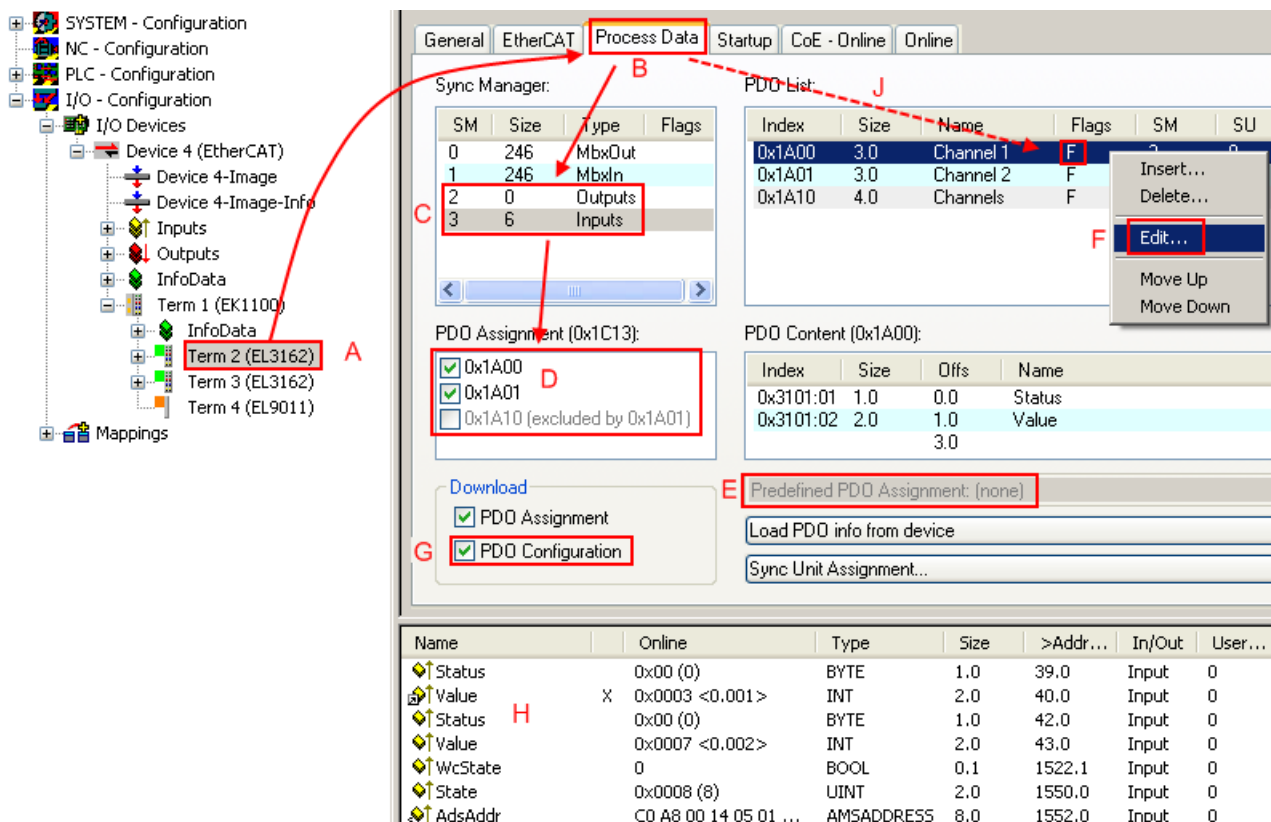 SYSTEM - Configuration
NC - Configuration
PLC - Configuration
I/O - Configuration
I/O Devices
Device 4 (EtherCAT)
Device 4-Image
Device 4-Image-Info
Inputs
Outputs
InfoData
Term 1 (EK1100)
InfoData
Term 2 (EL3162)
A
Term 3 (EL3162)
Term 4 (EL9011)
Mappings
General EtherCAT Process Data Startup CoE - Online Online
B
J
Sync Manager:
SM Size Type Flags
0 246 MbxOut
1 246 MbxIn
2 0 Outputs
C
3 6 Inputs
PDO List:
Index Size Name Flags SM SU
0x1A00 3.0 Channel 1 F 3 0
0x1A01 3.0 Channel 2 F
0x1A10 4.0 Channels F
Insert...
Delete...
F
Edit...
Move Up
Move Down
PDO Assignment (0x1C13):
0x1A00
D
0x1A01
0x1A10 (excluded by 0x1A01)
PDO Content (0x1A00):
Index Size Offs Name
0x3101:01 1.0 0.0 Status
0x3101:02 2.0 1.0 Value
3.0
Download
PDO Assignment
G
PDO Configuration
E
Predefined PDO Assignment: (none)
Load PDO info from device
Sync Unit Assignment...
Name Online Type Size >Addr... In/Out User...
Status 0x00 (0) BYTE 1.0 39.0 Input 0
Value X 0x0003 <0.001> INT 2.0 40.0 Input 0
H
Status 0x00 (0) BYTE 1.0 42.0 Input 0
Value 0x0007 <0.002> INT 2.0 43.0 Input 0
WcState 0 BOOL 0.1 1522.1 Input 0
State 0x0008 (8) UINT 2.0 1550.0 Input 0
AdsAddr C0 A8 00 14 05 01 ... AMSADDRESS 8.0 1552.0 Input 0